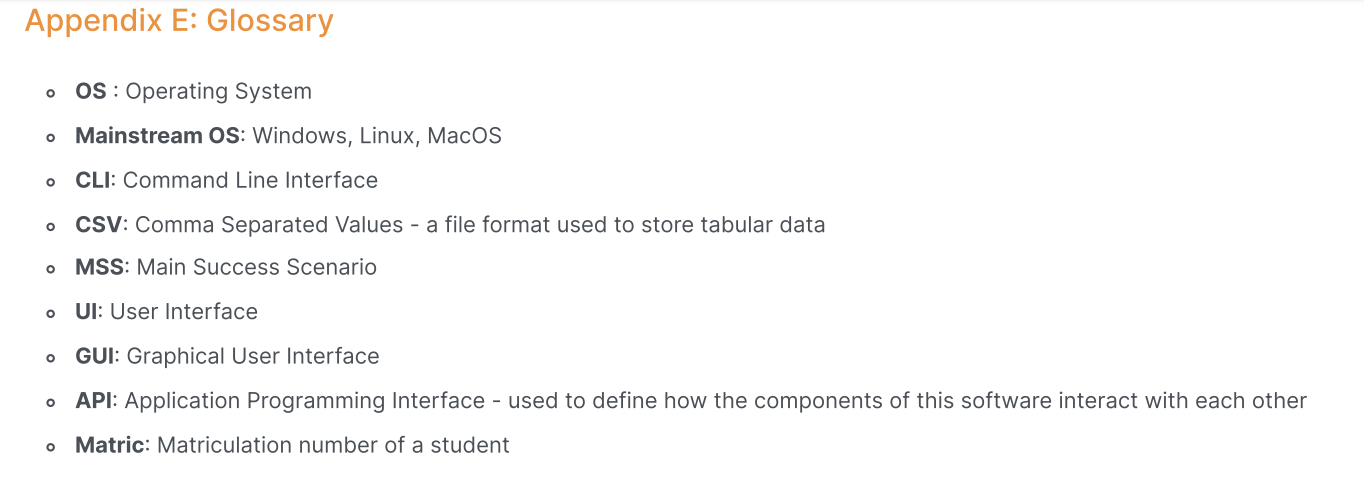 Appendix E: Glossary
OS : Operating System
Mainstream OS: Windows, Linux, MacOS
CLI: Command Line Interface
CSV: Comma Separated Values - a file format used to store tabular data
MSS: Main Success Scenario
UI: User Interface
GUI: Graphical User Interface
API: Application Programming Interface - used to define how the components of this software interact with each other
Matric: Matriculation number of a student